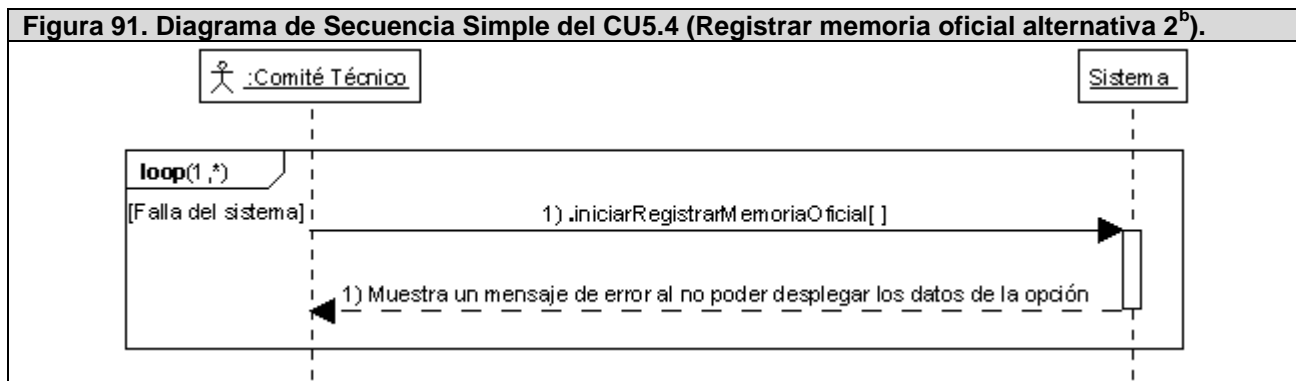 Figura 91. Diagrama de Secuencia Simple del CU5.4 (Registrar memoria oficial alternativa 2b).
:Comité Técnico
Sistema
loop(1,*)
[Falla del sistema]
1) .iniciarRegistrarMemoriaOficial[ ]
1) Muestra un mensaje de error al no poder desplegar los datos de la opción